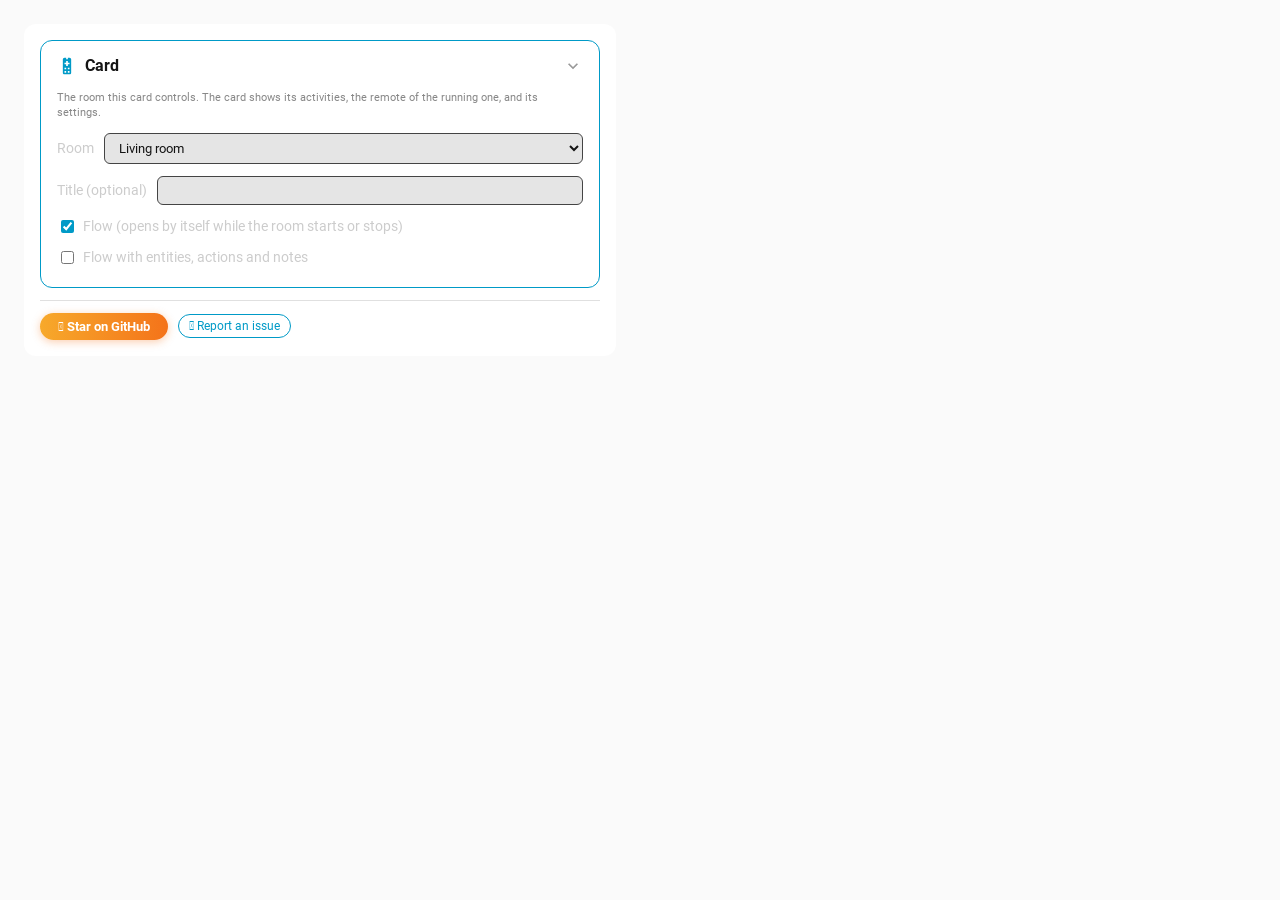 Card
The room this card controls. The card shows its activities, the remote of the running one, and its
settings.
Room
Living room
Title (optional)
Flow (opens by itself while the room starts or stops)
Flow with entities, actions and notes
Star on GitHub
Report an issue